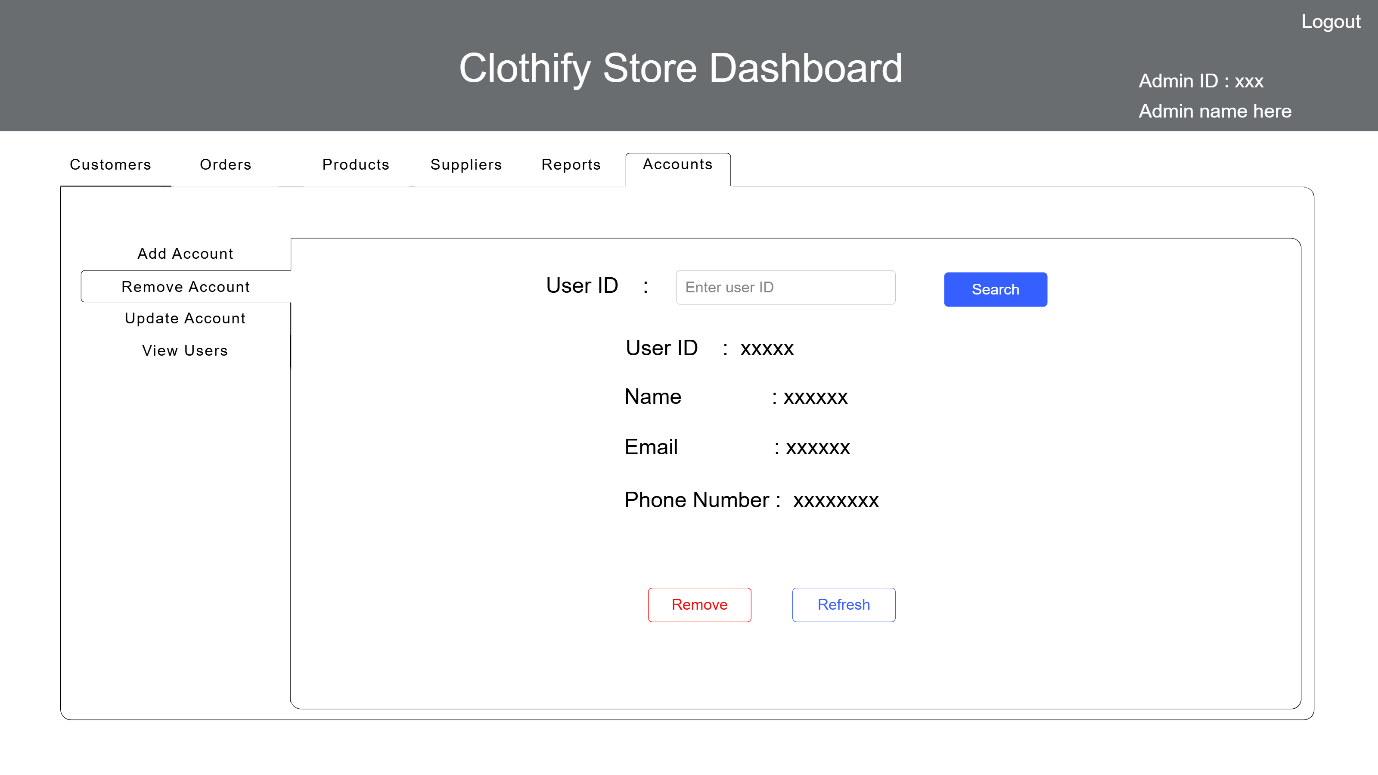 Logout
Clothify Store Dashboard
Admin ID : xxx
Admin name here
Customers Orders Products Suppliers Reports Accounts
Add Account
Remove Account
Update Account
View Users
User ID : Enter user ID Search
User ID : xxxxx
Name : xxxxxx
Email : xxxxxx
Phone Number : xxxxxxxx
Remove Refresh